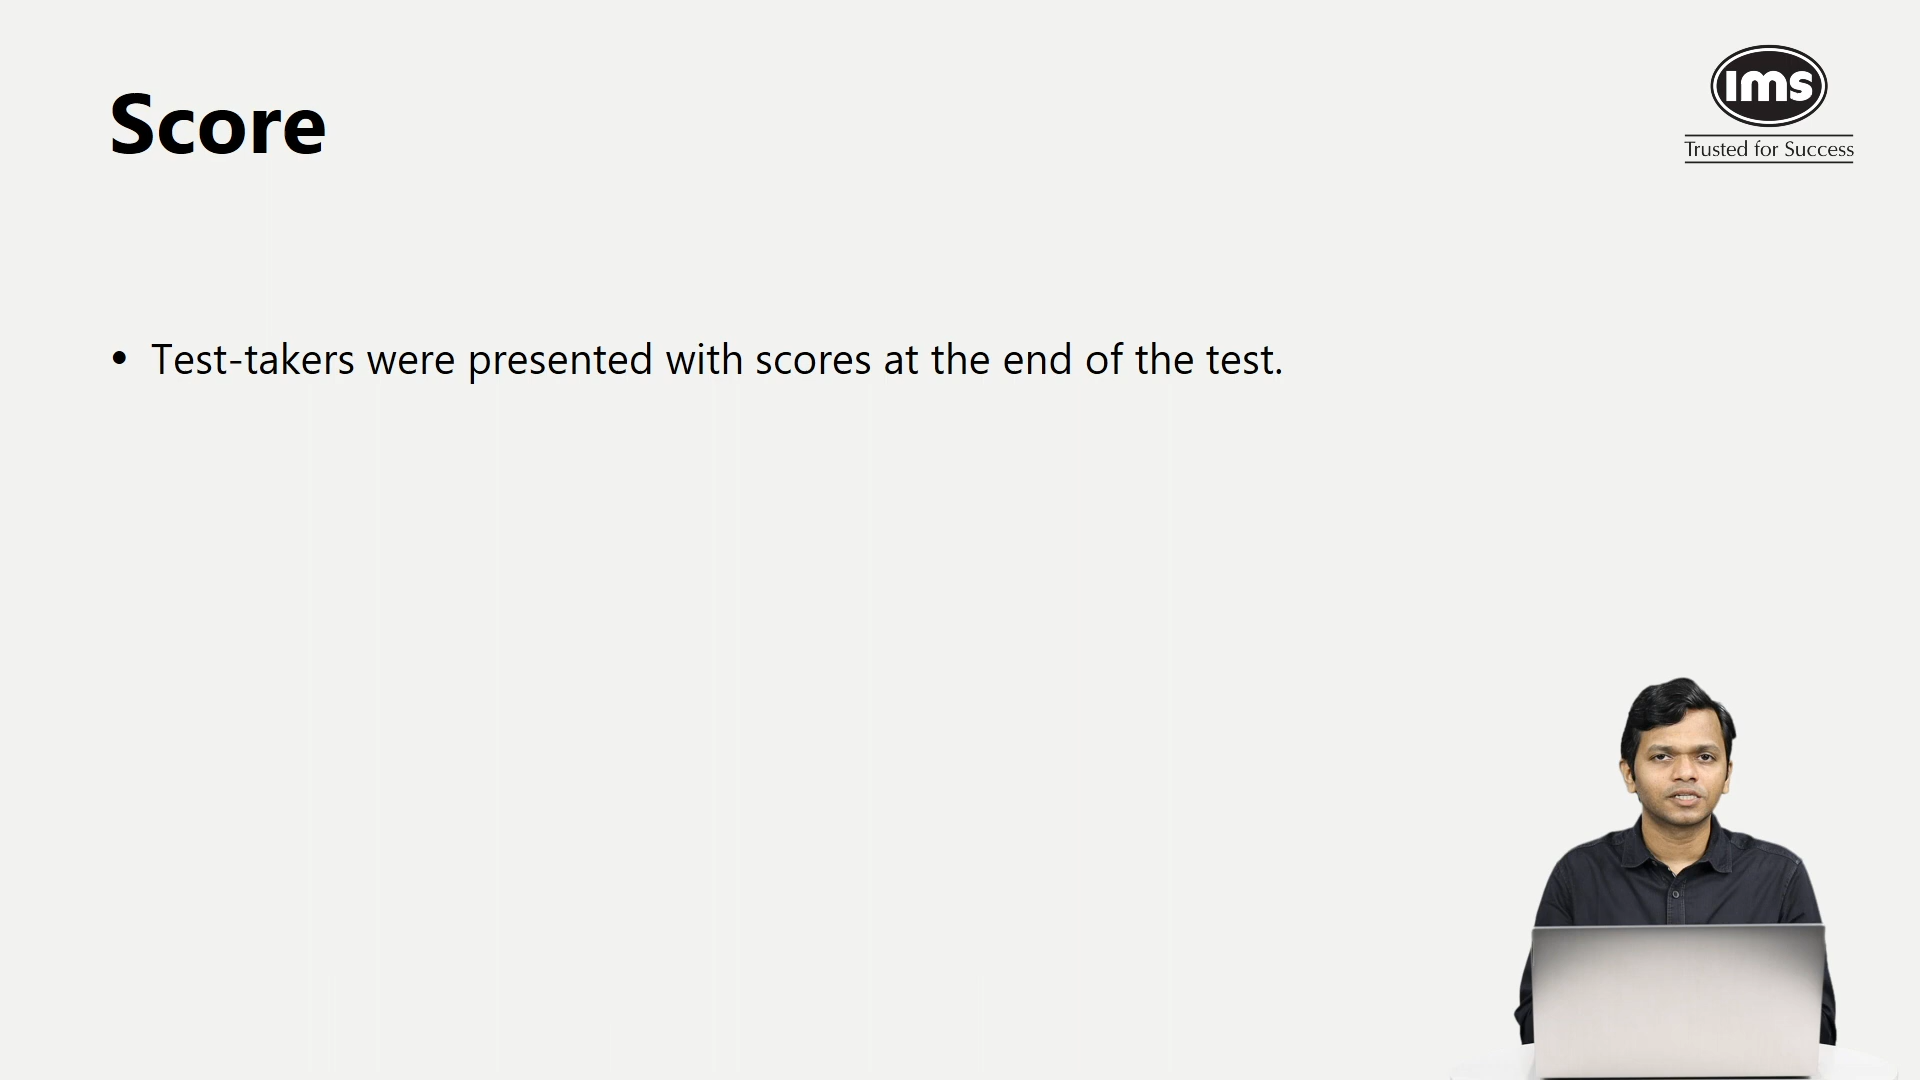 Score
ims
Trusted for Success
• Test-takers were presented with scores at the end of the test.